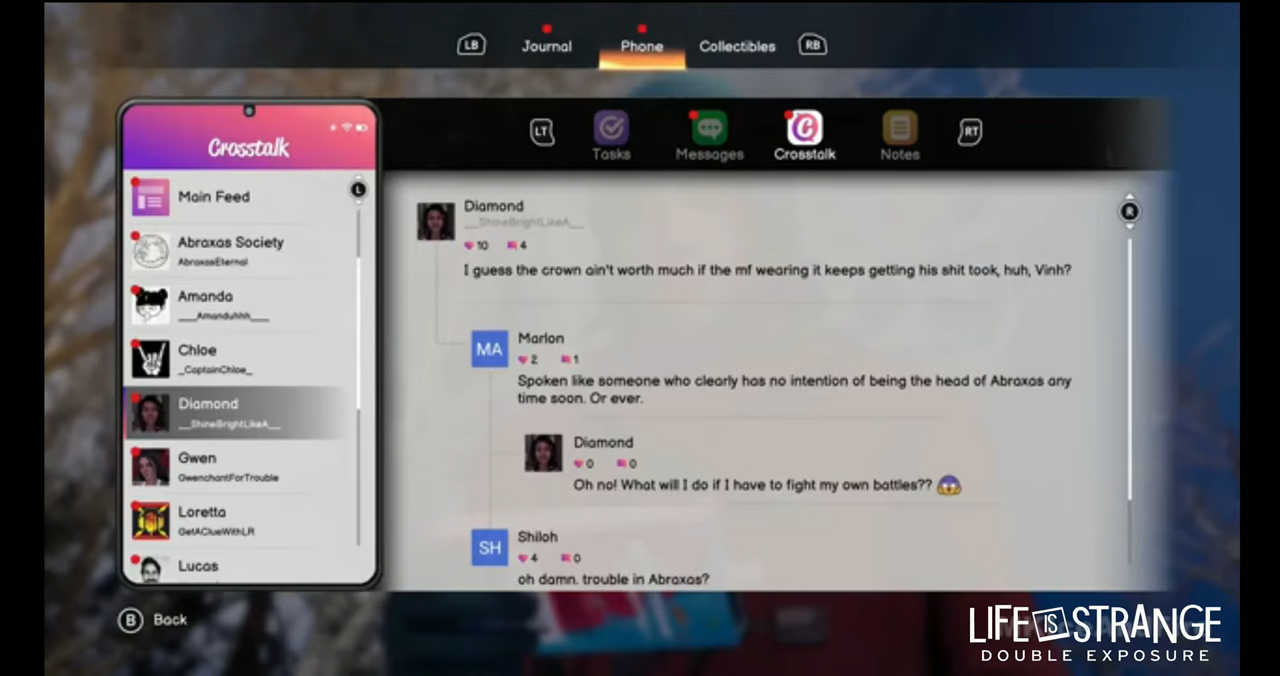 LB Journal Phone Collectibles RB
Crosstalk
LT Tasks Messages Crosstalk Notes RT
Main Feed
L
Abraxas Society
AbraxasEternal
Amanda
___Amanduhhh___
Chloe
_CaptainChloe_
Diamond
__ShineBrightLikeA__
Gwen
GwenchantForTrouble
Loretta
GetAClueWithLR
Lucas
Diamond
__ShineBrightLikeA__
10 4
I guess the crown ain't worth much if the mf wearing it keeps getting his shit took, huh, Vinh?
R
MA Marlon
2 1
Spoken like someone who clearly has no intention of being the head of Abraxas any
time soon. Or ever.
Diamond
0 0
Oh no! What will I do if I have to fight my own battles?? 😱
SH Shiloh
4 0
oh damn. trouble in Abraxas?
B Back
LIFE IS STRANGE
DOUBLE EXPOSURE